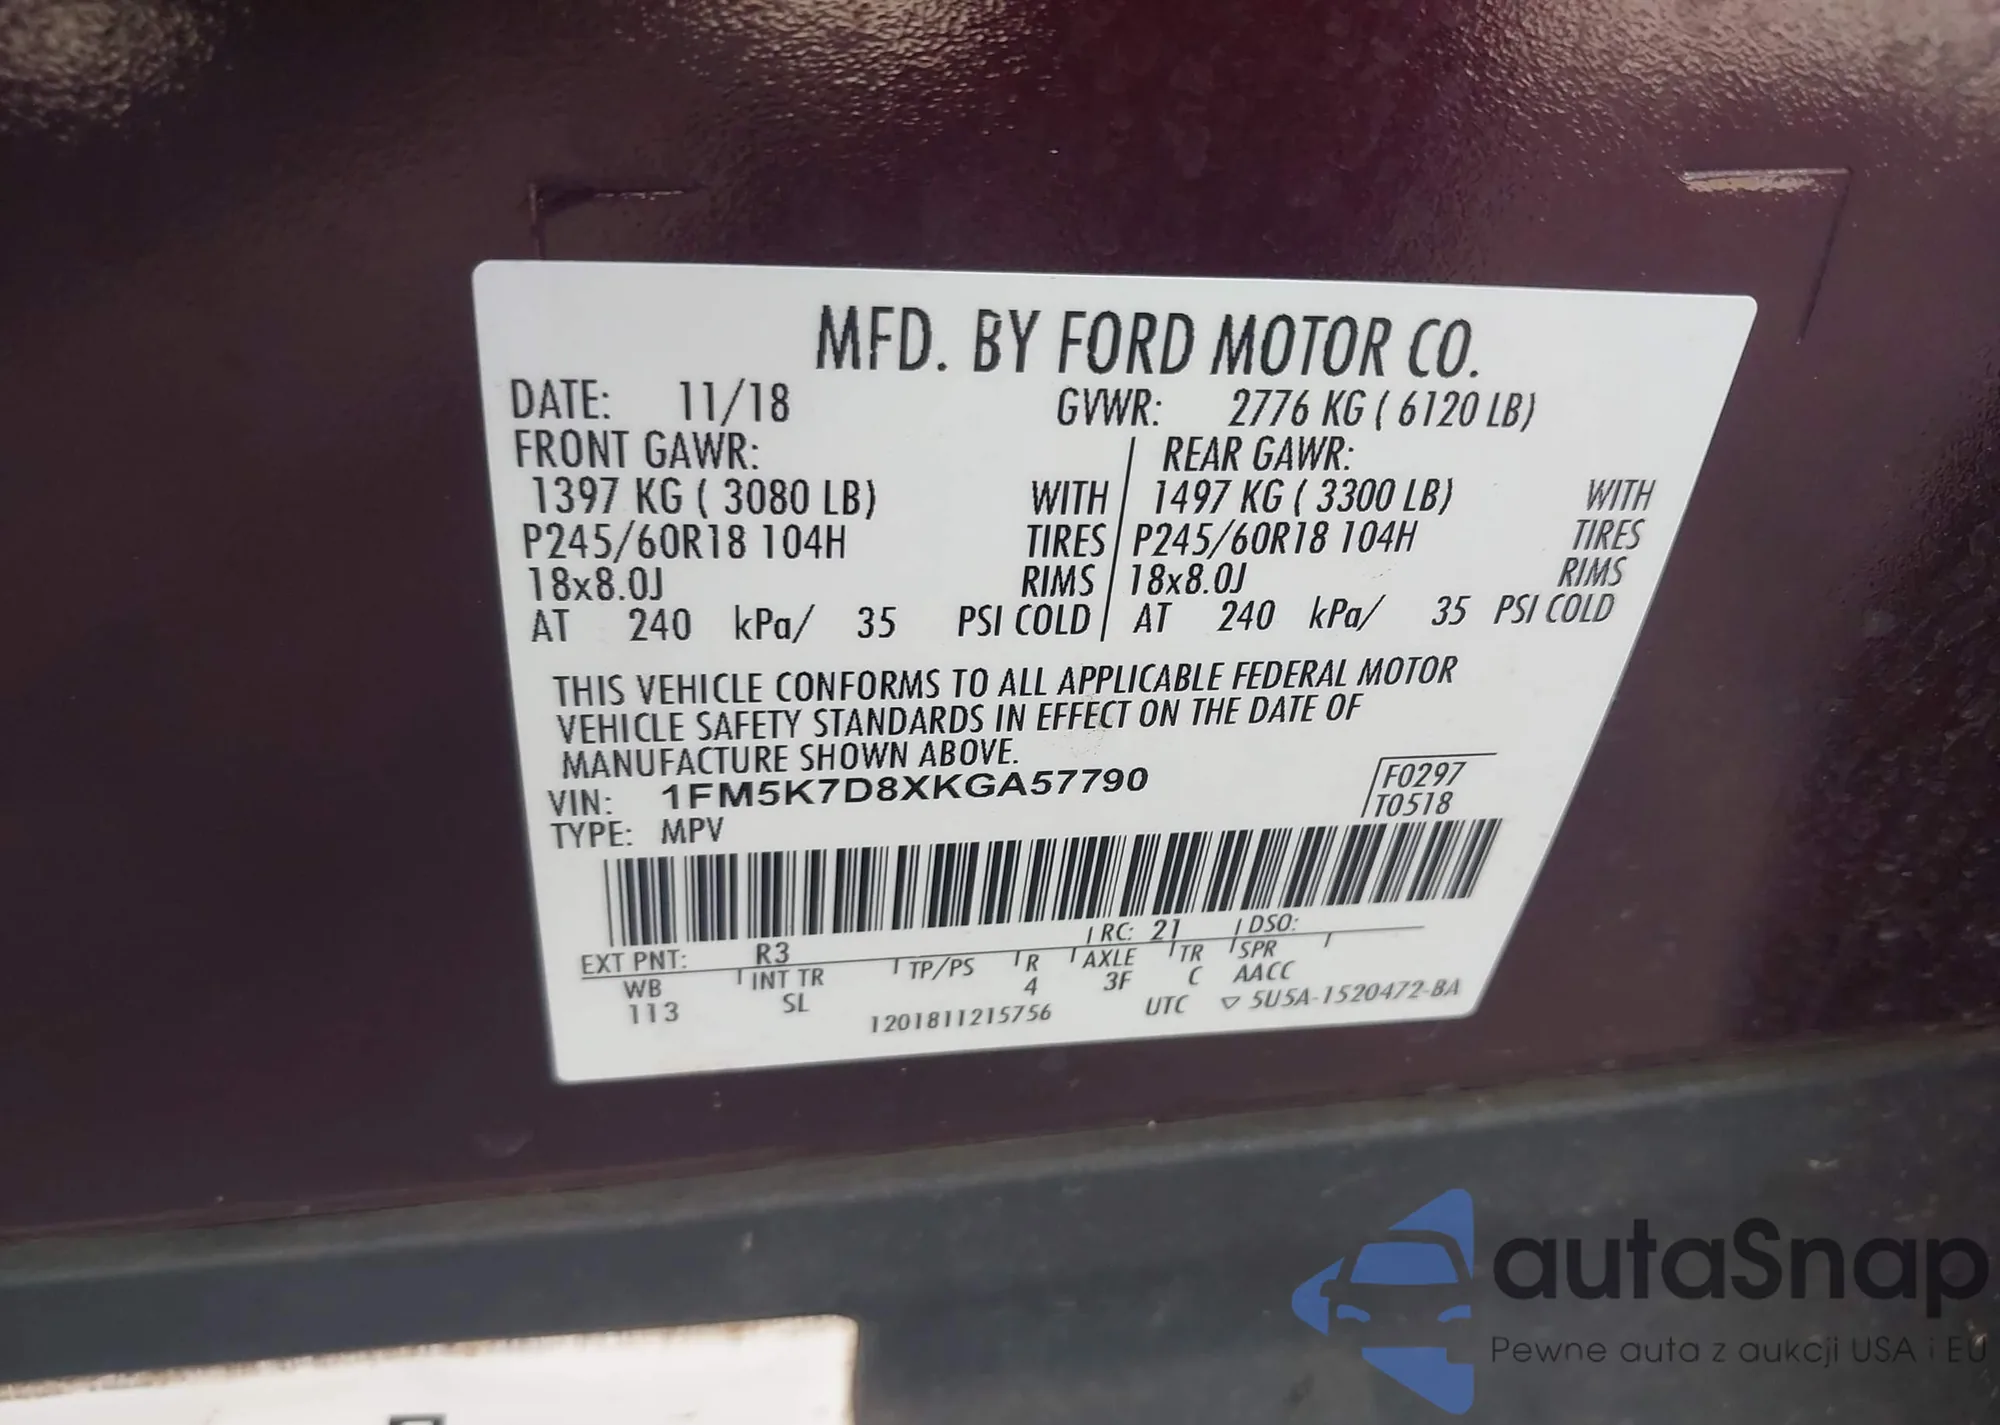 MFD. BY FORD MOTOR CO.
DATE: 11/18 GVWR: 2776 KG ( 6120 LB)
FRONT GAWR: REAR GAWR:
1397 KG ( 3080 LB) WITH 1497 KG ( 3300 LB) WITH
P245/60R18 104H TIRES P245/60R18 104H TIRES
18x8.0J RIMS 18x8.0J RIMS
AT 240 kPa/ 35 PSI COLD AT 240 kPa/ 35 PSI COLD
THIS VEHICLE CONFORMS TO ALL APPLICABLE FEDERAL MOTOR
VEHICLE SAFETY STANDARDS IN EFFECT ON THE DATE OF
MANUFACTURE SHOWN ABOVE.
VIN: 1FM5K7D8XKGA57790 F0297
TYPE: MPV T0518
EXT PNT: R3 RC: 21 DSO:
WB INT TR TP/PS R AXLE TR SPR
113 SL 4 3F C AACC
1201811215756 UTC ▽ 5U5A-1520472-BA
autaSnap
Pewne auta z aukcji USA i EU